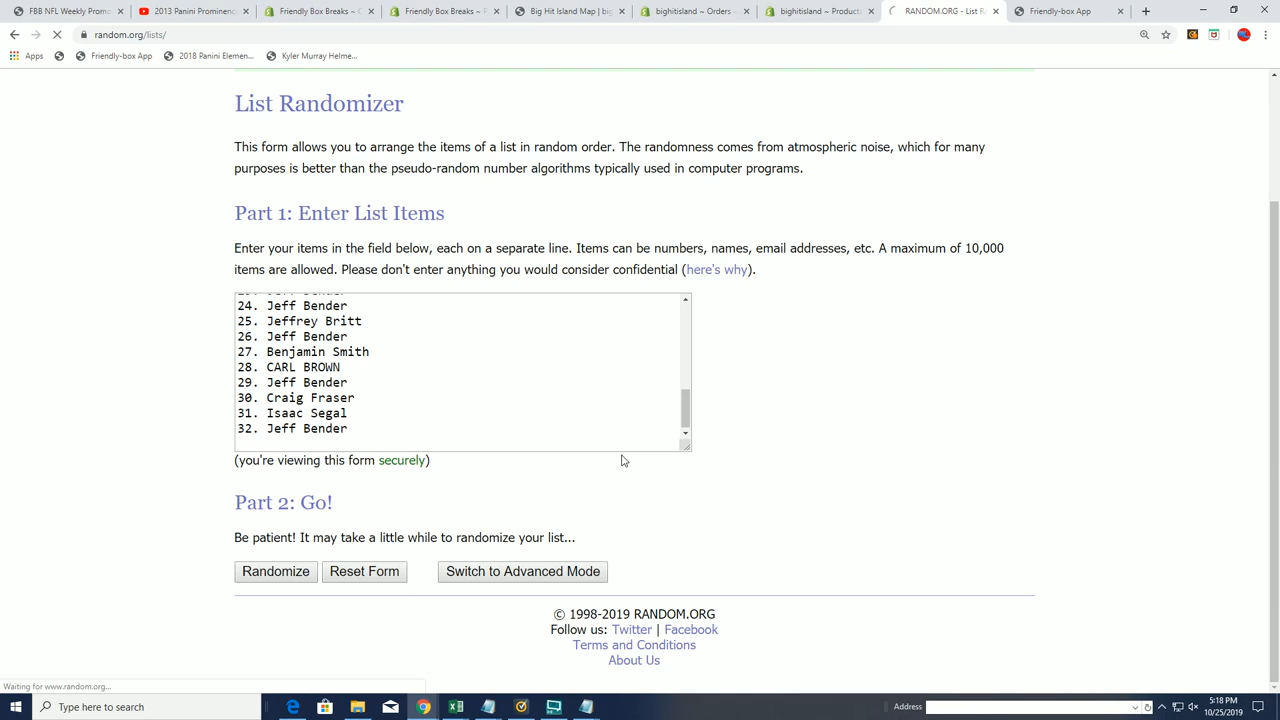 FBB NFL Weekly Promo
2013 Panini Prominenc
Friendly Box Breaks ~ C
Friendly Box Breaks ~ P
Big Hit Island Map | big
bighitisland ~ Orders
bighitisland ~ Product
RANDOM.ORG - List R
Friendly-box App
random.org/lists/
Apps
Friendly-box App
2018 Panini Elemen...
Kyler Murray Helme...
List Randomizer
This form allows you to arrange the items of a list in random order. The randomness comes from atmospheric noise, which for many
purposes is better than the pseudo-random number algorithms typically used in computer programs.
Part 1: Enter List Items
Enter your items in the field below, each on a separate line. Items can be numbers, names, email addresses, etc. A maximum of 10,000
items are allowed. Please don't enter anything you would consider confidential (here's why).
24. Jeff Bender
25. Jeffrey Britt
26. Jeff Bender
27. Benjamin Smith
28. CARL BROWN
29. Jeff Bender
30. Craig Fraser
31. Isaac Segal
32. Jeff Bender
(you're viewing this form securely)
Part 2: Go!
Be patient! It may take a little while to randomize your list...
Randomize
Reset Form
Switch to Advanced Mode
© 1998-2019 RANDOM.ORG
Follow us: Twitter | Facebook
Terms and Conditions
About Us
Waiting for www.random.org...
Type here to search
Address
5:18 PM
10/25/2019